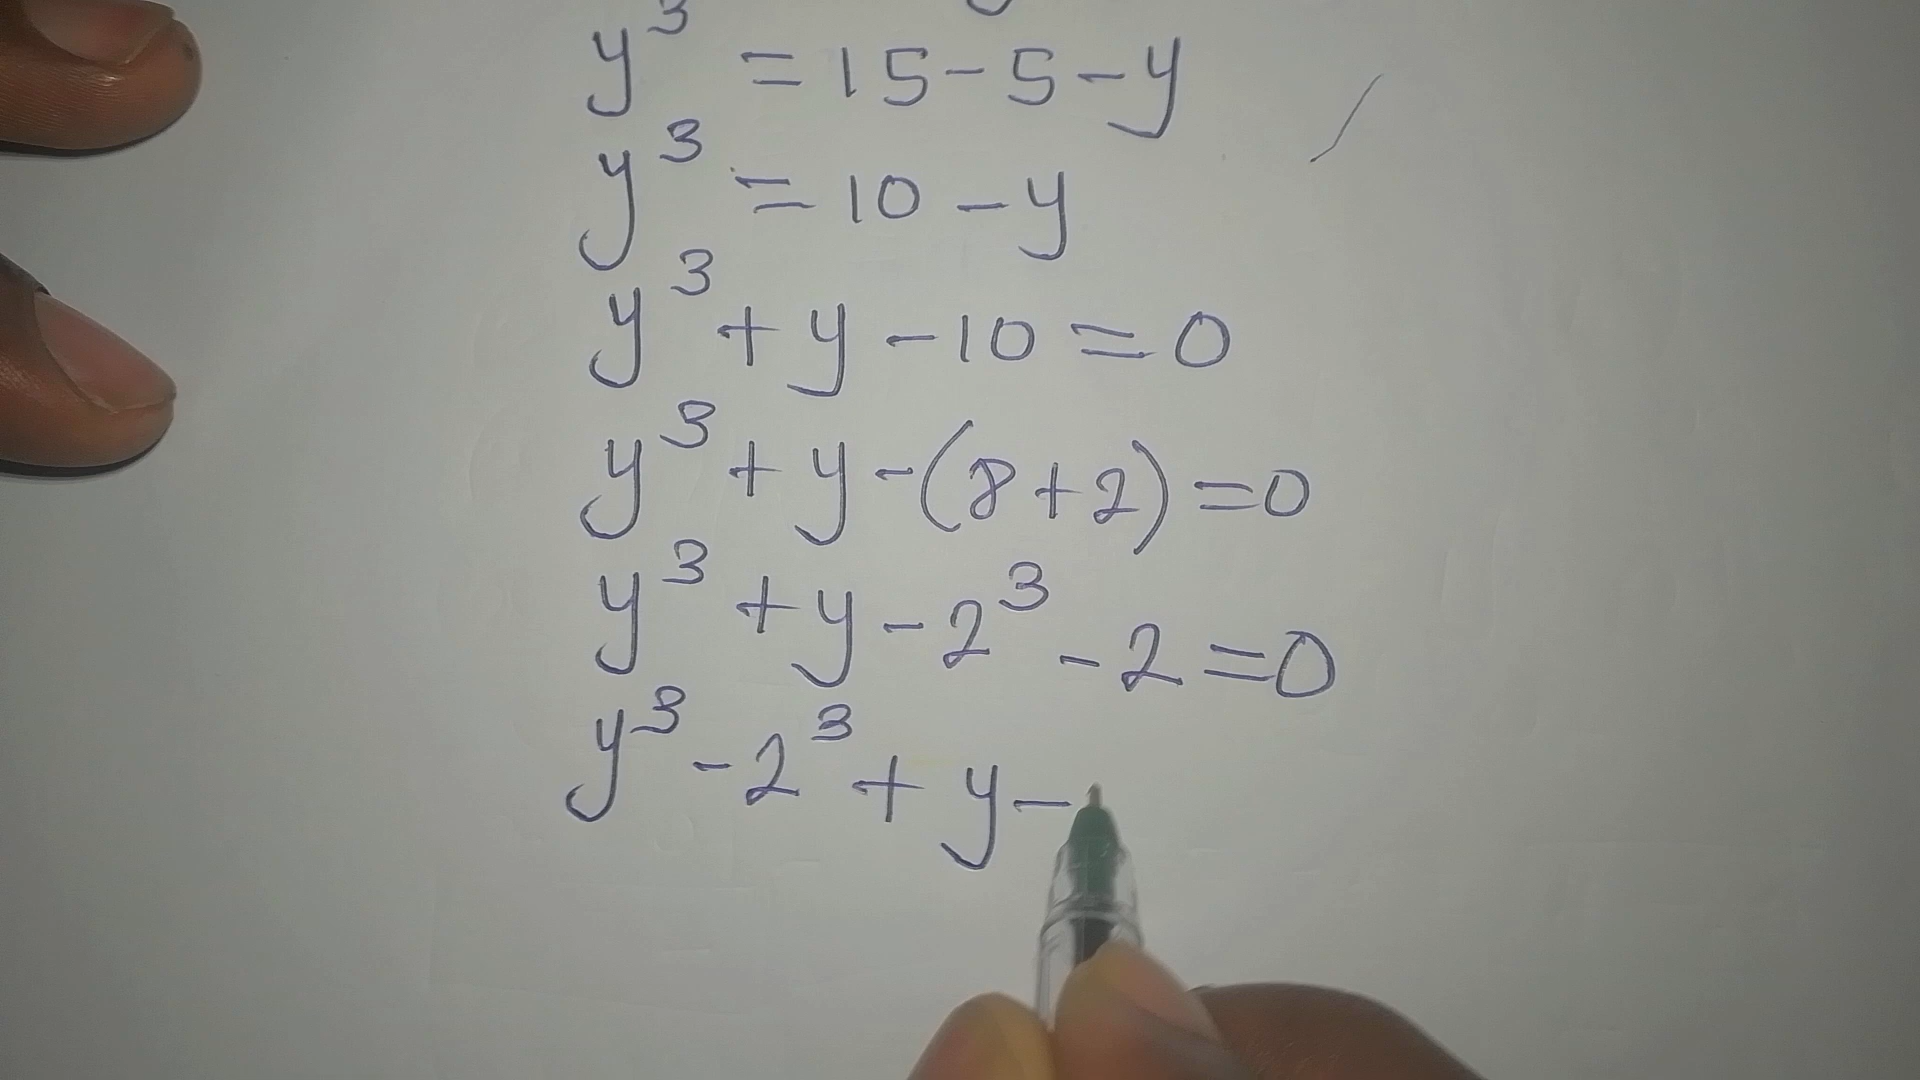 y³ = 15 - 5 - y
y³ = 10 - y
y³ + y - 10 = 0
y³ + y - (8 + 2) = 0
y³ + y - 2³ - 2 = 0
y³ - 2³ + y -